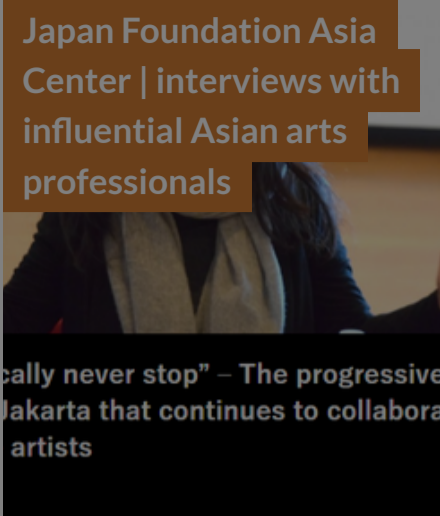 Japan Foundation Asia
Center | interviews with
influential Asian arts
professionals
cally never stop” – The progressive
Jakarta that continues to
artists